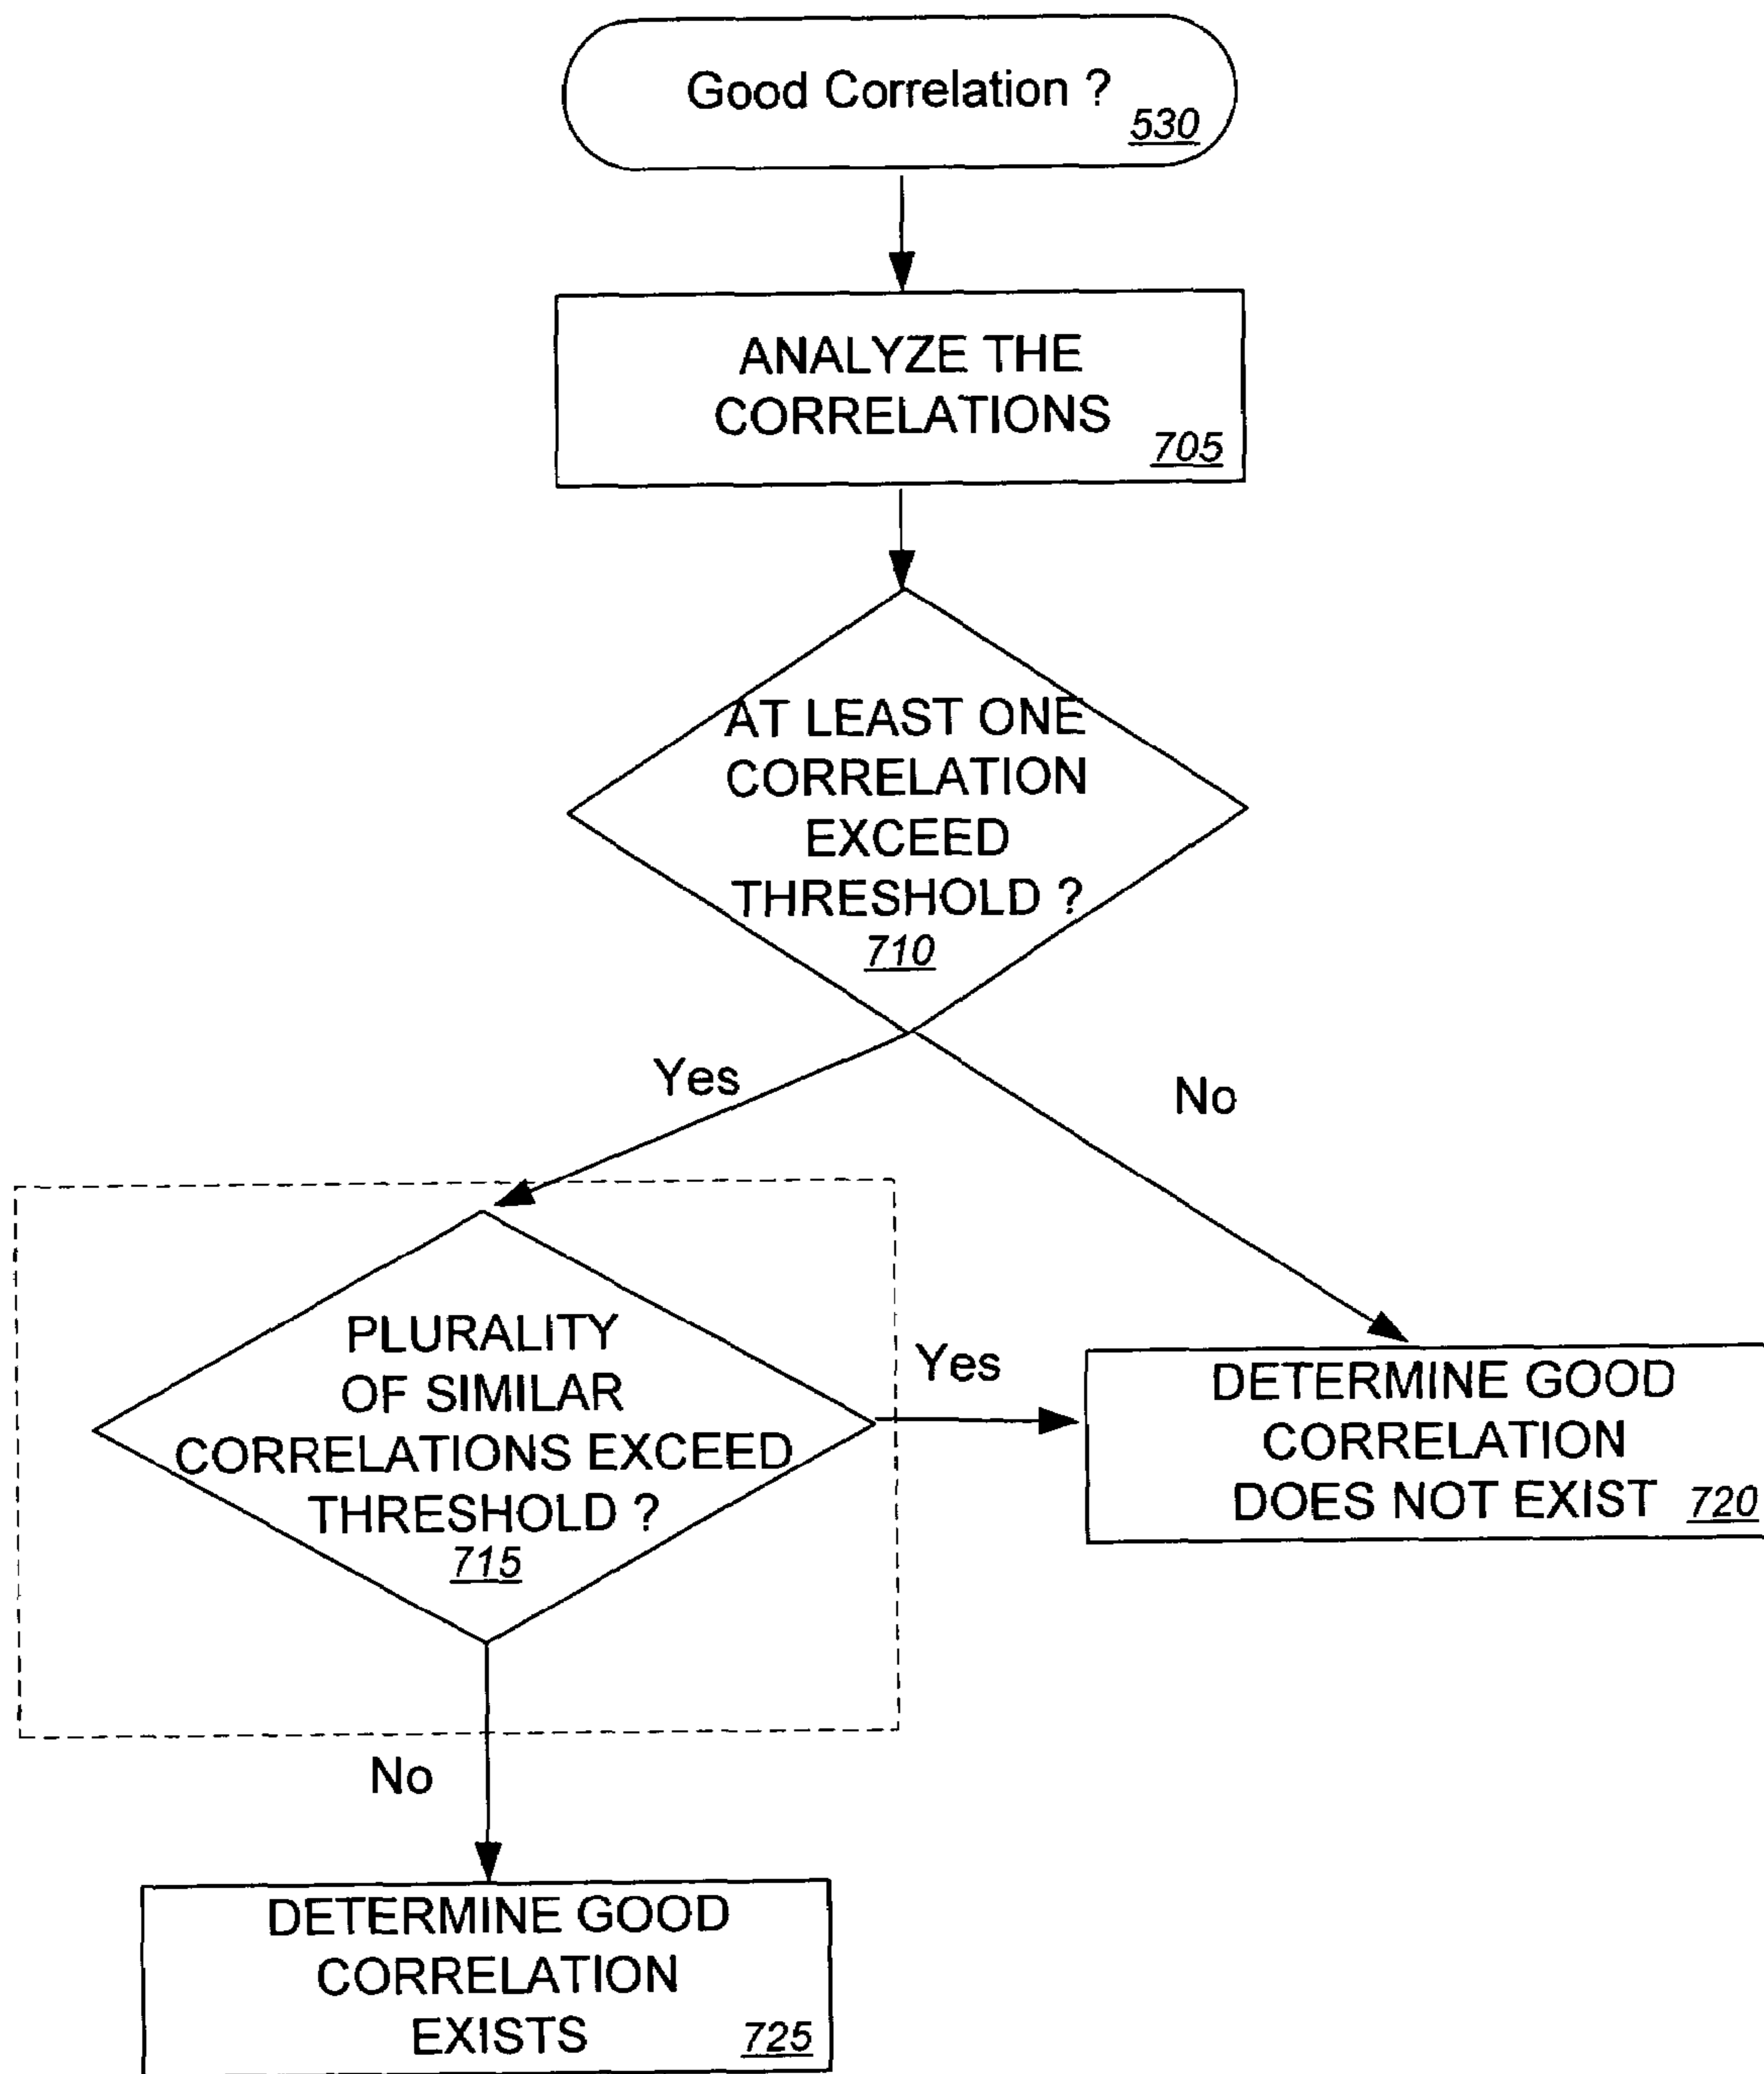 Good Correlation ?
530
ANALYZE THE
CORRELATIONS
705
AT LEAST ONE
CORRELATION
EXCEED
THRESHOLD ?
710
Yes
No
PLURALITY
OF SIMILAR
CORRELATIONS EXCEED
THRESHOLD ?
715
Yes
DETERMINE GOOD
CORRELATION
DOES NOT EXIST 720
No
DETERMINE GOOD
CORRELATION
EXISTS 725